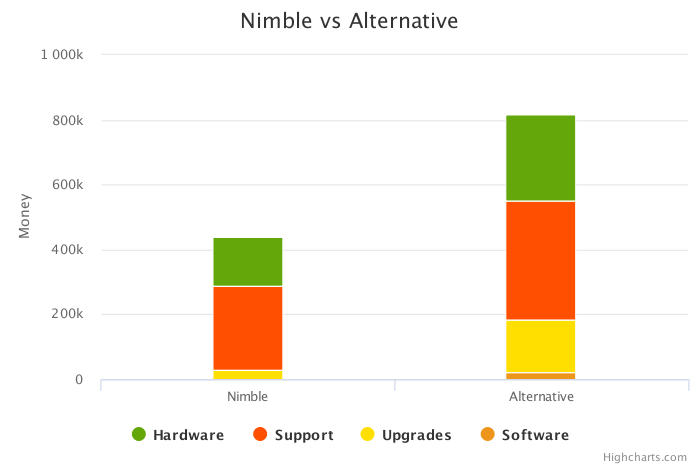 Nimble vs Alternative
1 000k
800k
600k
400k
200k
0
Money
Nimble
Alternative
Hardware
Support
Upgrades
Software
Highcharts.com